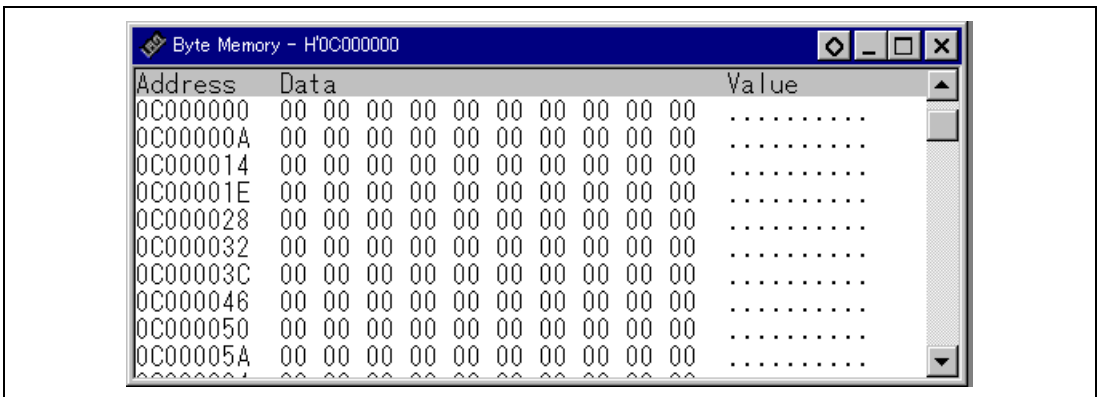 Byte Memory - H'0C000000
Address Data Value
0C000000 00 00 00 00 00 00 00 00 00 00 ..........
0C00000A 00 00 00 00 00 00 00 00 00 00 ..........
0C000014 00 00 00 00 00 00 00 00 00 00 ..........
0C00001E 00 00 00 00 00 00 00 00 00 00 ..........
0C000028 00 00 00 00 00 00 00 00 00 00 ..........
0C000032 00 00 00 00 00 00 00 00 00 00 ..........
0C00003C 00 00 00 00 00 00 00 00 00 00 ..........
0C000046 00 00 00 00 00 00 00 00 00 00 ..........
0C000050 00 00 00 00 00 00 00 00 00 00 ..........
0C00005A 00 00 00 00 00 00 00 00 00 00 ..........